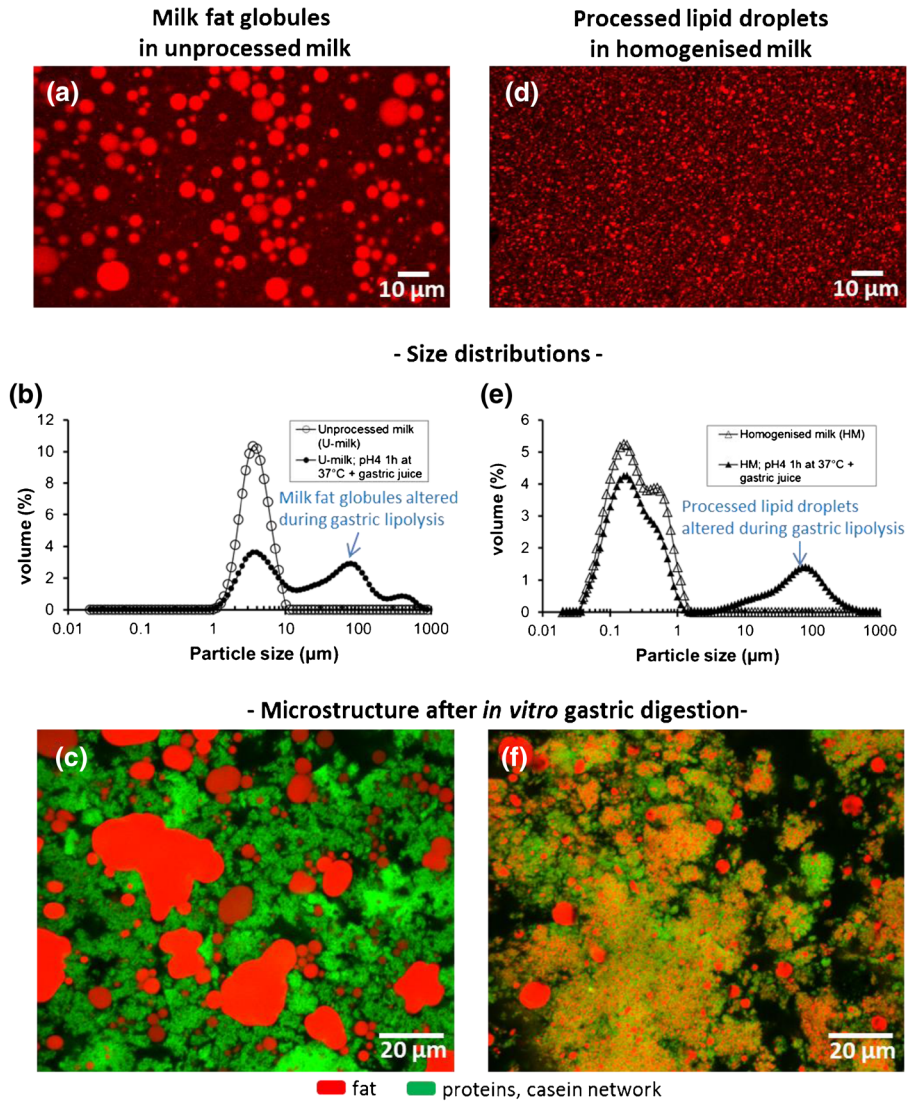 Milk fat globules
in unprocessed milk
Processed lipid droplets
in homogenised milk
(a)
10 µm
(d)
10 µm
- Size distributions -
(b)
12
10
8
6
4
2
0
volume (%)
0.01
0.1
1
10
100
1000
Particle size (µm)
Unprocessed milk
(U-milk)
U-milk; pH4 1h at
37°C + gastric juice
Milk fat globules altered
during gastric lipolysis
(e)
6
5
4
3
2
1
0
volume (%)
0.01
0.1
1
10
100
1000
Particle size (µm)
Homogenised milk (HM)
HM; pH4 1h at 37°C +
gastric juice
Processed lipid droplets
altered during gastric lipolysis
- Microstructure after in vitro gastric digestion-
(c)
20 µm
(f)
20 µm
fat
proteins, casein network